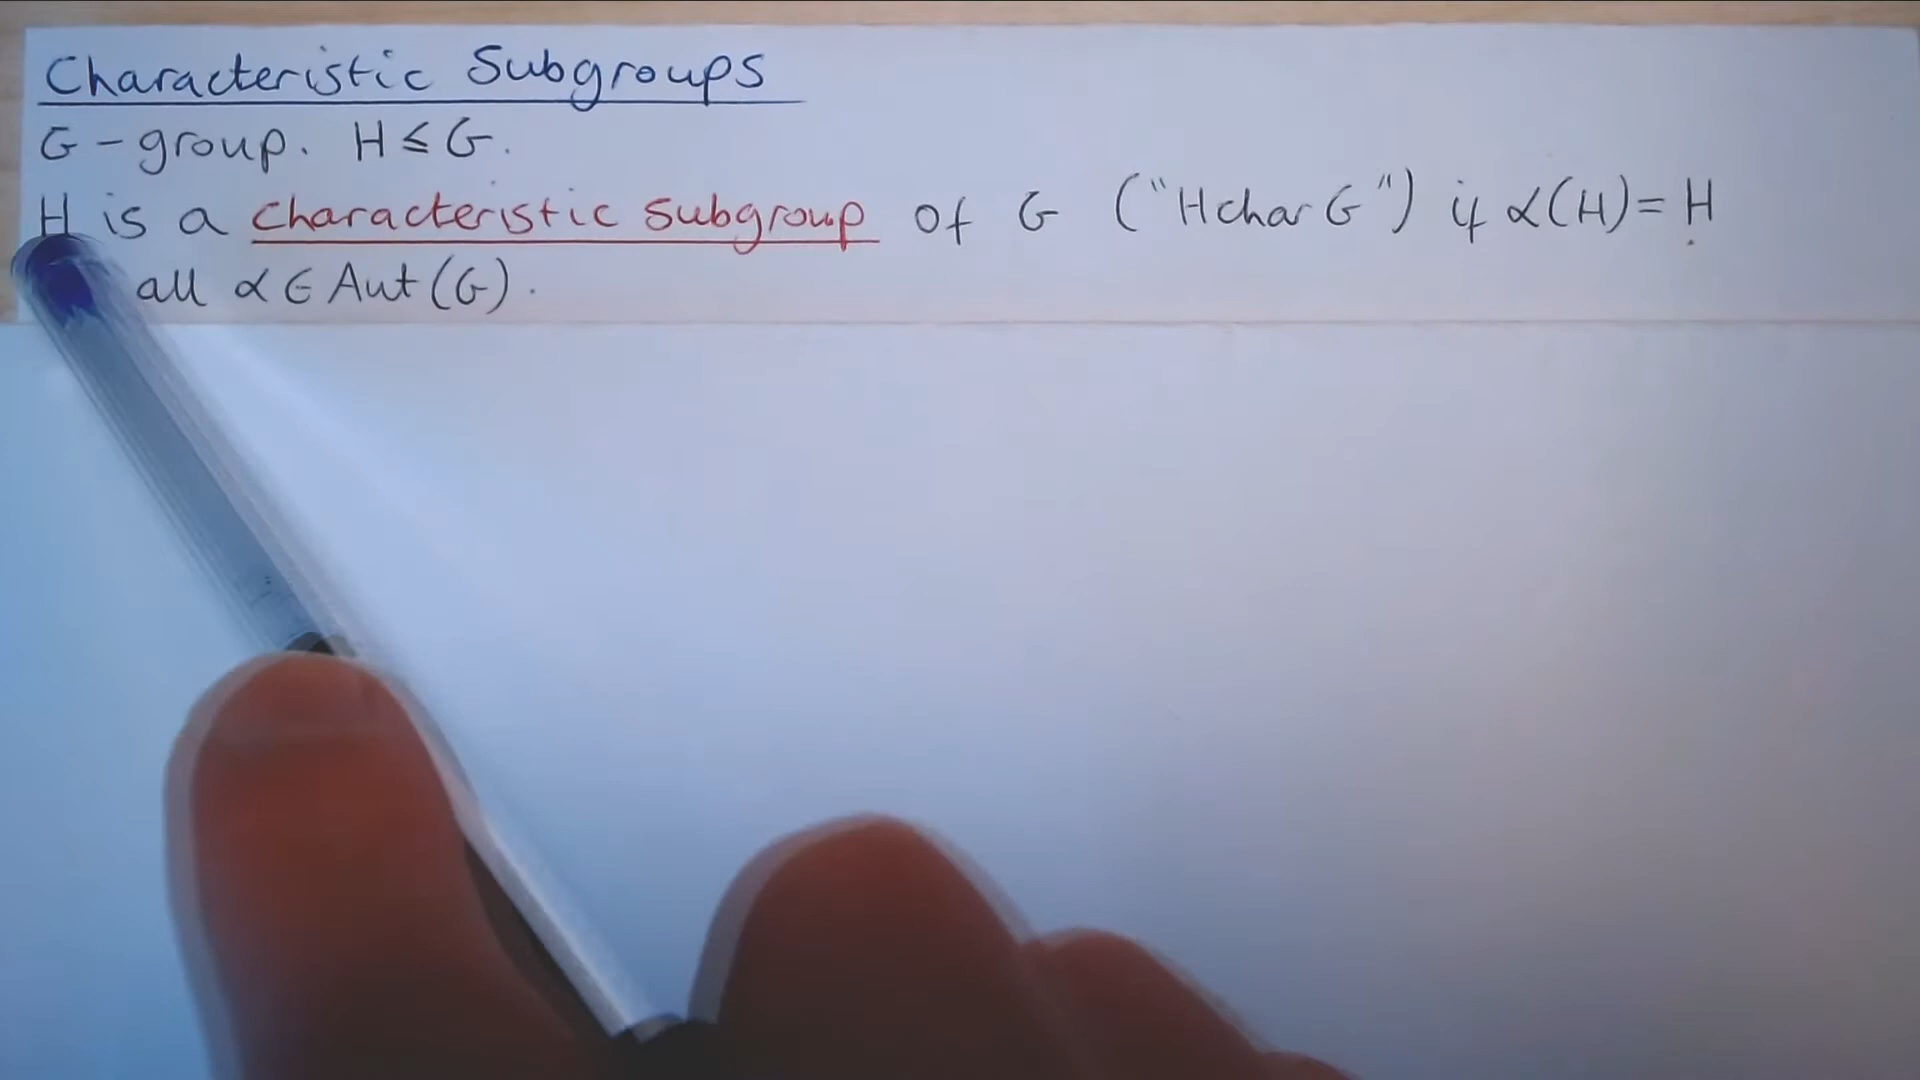 Characteristic Subgroups
G - group. H ≤ G.
H is a characteristic subgroup of G ("H char G") if α(H) = H
all α ∈ Aut(G).